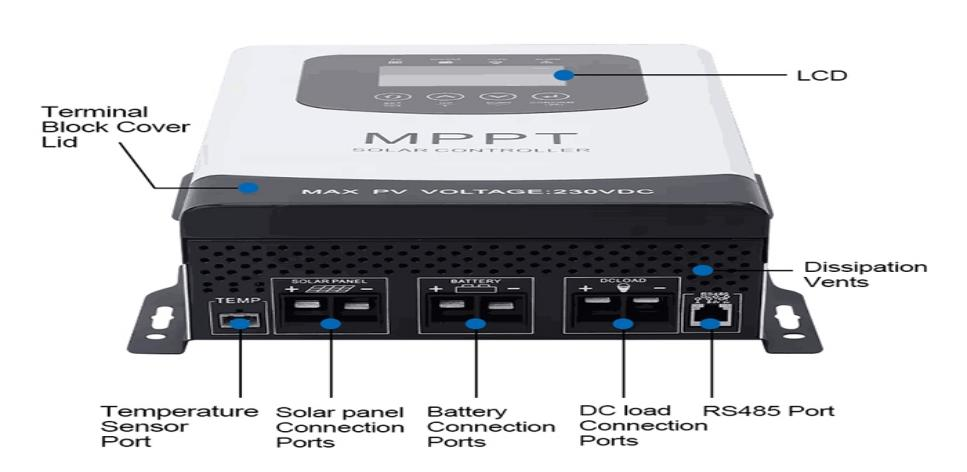 LCD
Terminal
Block Cover
Lid
MPPT
SOLAR CONTROLLER
MAX PV VOLTAGE:230VDC
Dissipation
Vents
SOLAR PANEL
+ -
BATTERY
+ -
DCLOAD
+ -
RS485
TEMP
Temperature
Sensor
Port
Solar panel
Connection
Ports
Battery
Connection
Ports
DC load
Connection
Ports
RS485 Port